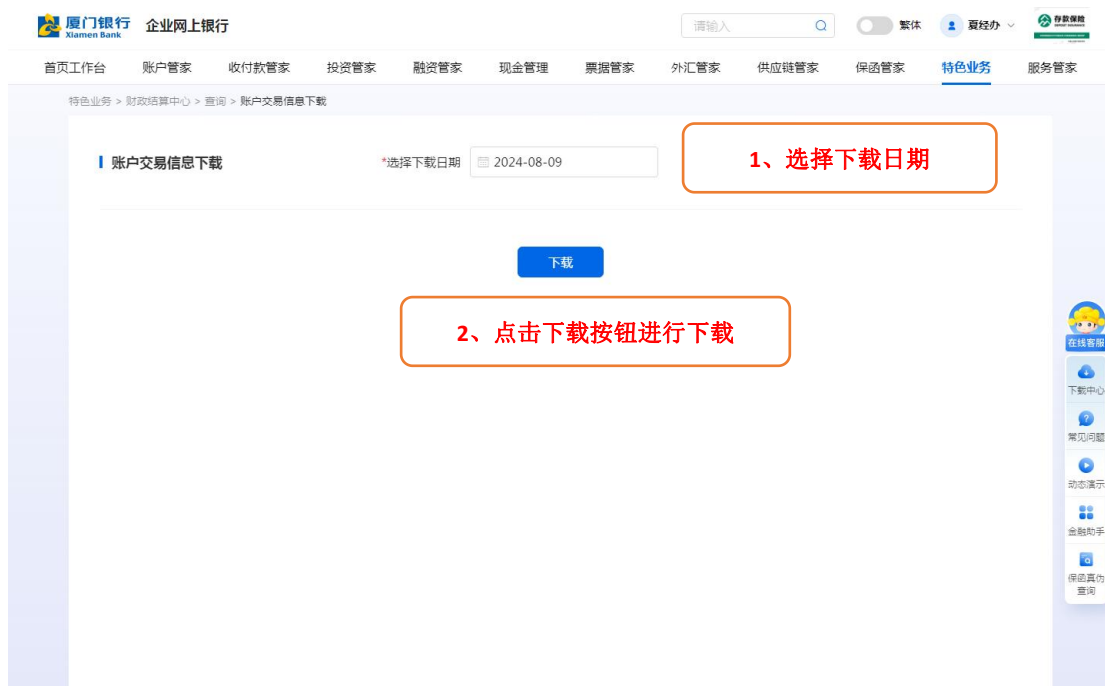 厦门银行
Xiamen Bank
企业网上银行
请输入
繁体
夏经办
存款保险
首页工作台 账户管家 收付款管家 投资管家 融资管家 现金管理 票据管家 外汇管家 供应链管家 保函管家 特色业务 服务管家
特色业务 > 财政结算中心 > 查询 > 账户交易信息下载
账户交易信息下载
*选择下载日期 2024-08-09
1、选择下载日期
下载
2、点击下载按钮进行下载
在线客服
下载中心
常见问题
动态演示
金融助手
保函真伪
查询